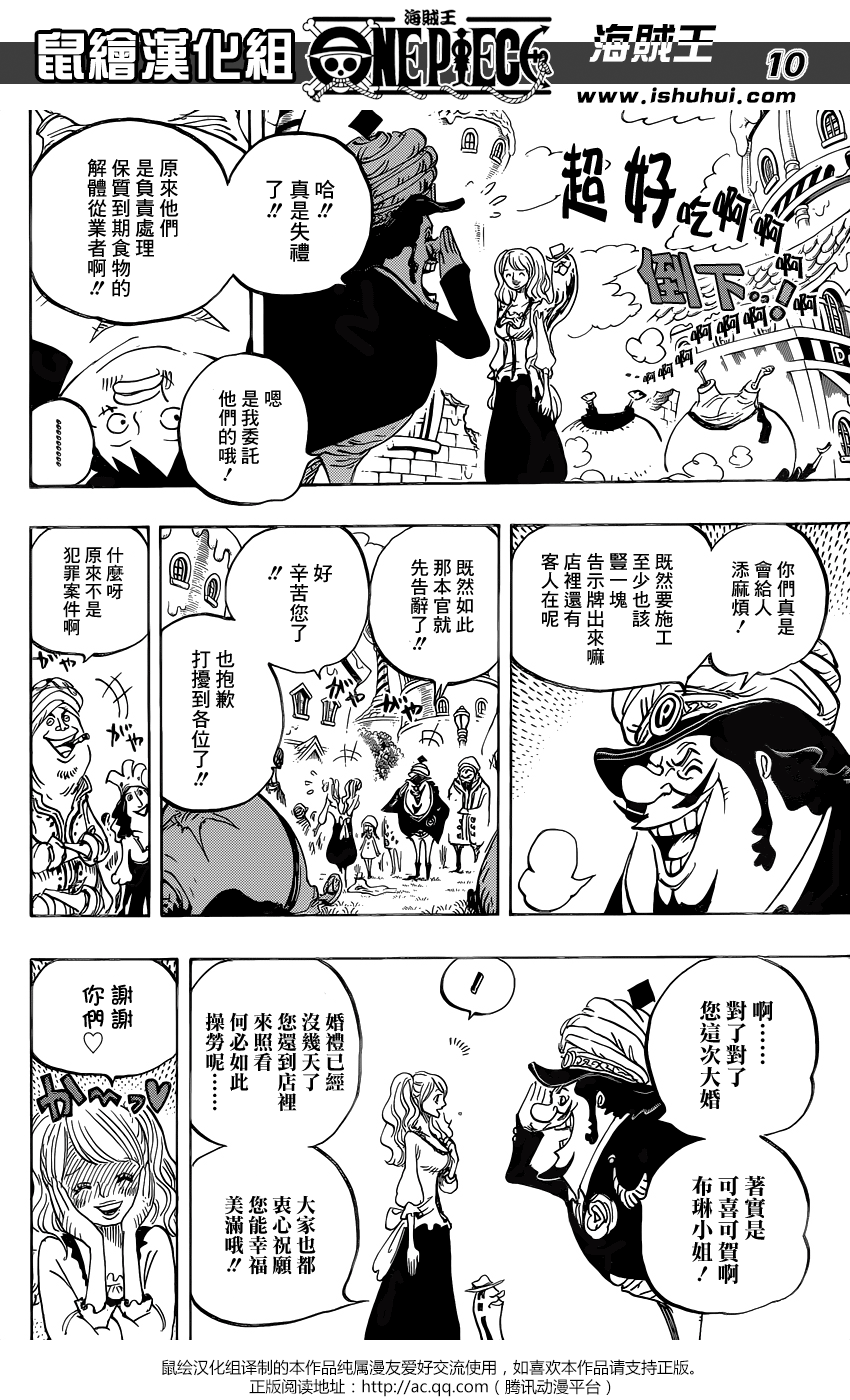 鼠繪漢化組
海賊王
ONE PIECE
海賊王
10
www.ishuhui.com
超好吃啊啊啊啊啊啊啊啊啊
倒下..!
哈!!
真是失禮
了!!
原來他們
是負責處理
保質到期食物的
解體從業者啊!!
嗯
是我委託
他們的哦!
你們真是
會給人
添麻煩!
既然要施工
至少也該
豎一塊
告示牌出來嘛
店裡還有
客人在呢
既然如此
那本官就
先告辭了!!
好
辛苦您了
!!
也抱歉
打擾到各位了!!
がや
がや
什麼呀
原來不是
犯罪案件啊
がや
啊……
對了對了
您這次大婚
著實是
可喜可賀啊
布琳小姐!
!
婚禮已經
沒幾天了
您還到店裡
來照看
何必如此
操勞呢……
大家也都
衷心祝願
您能幸福
美滿哦!!
謝謝
你們♡
か〜〜っ♥
鼠绘汉化组译制的本作品纯属漫友爱好交流使用，如喜欢本作品请支持正版。
正版阅读地址：http://ac.qq.com（腾讯动漫平台）